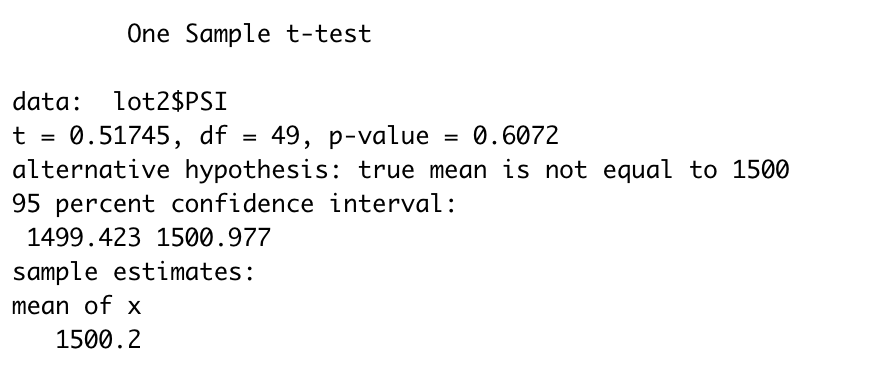 One Sample t-test
data:  lot2$PSI
t = 0.51745, df = 49, p-value = 0.6072
alternative hypothesis: true mean is not equal to 1500
95 percent confidence interval:
1499.423 1500.977
sample estimates:
mean of x
1500.2